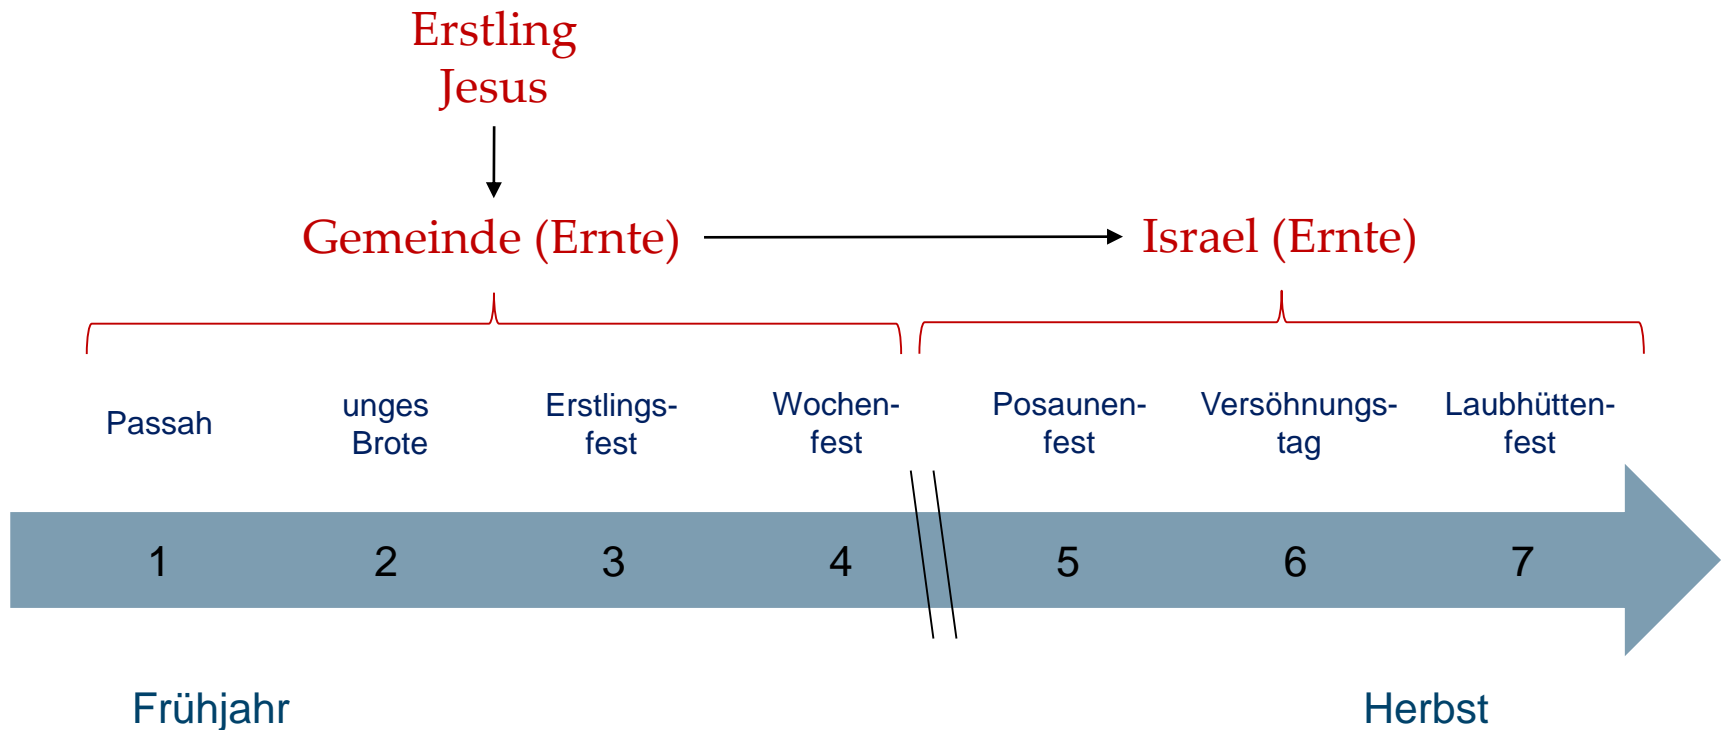 Erstling
Jesus
Gemeinde (Ernte)
Israel (Ernte)
Passah
unges
Brote
Erstlings-
fest
Wochen-
fest
Posaunen-
fest
Versöhnungs-
tag
Laubhütten-
fest
1
2
3
4
5
6
7
Frühjahr
Herbst